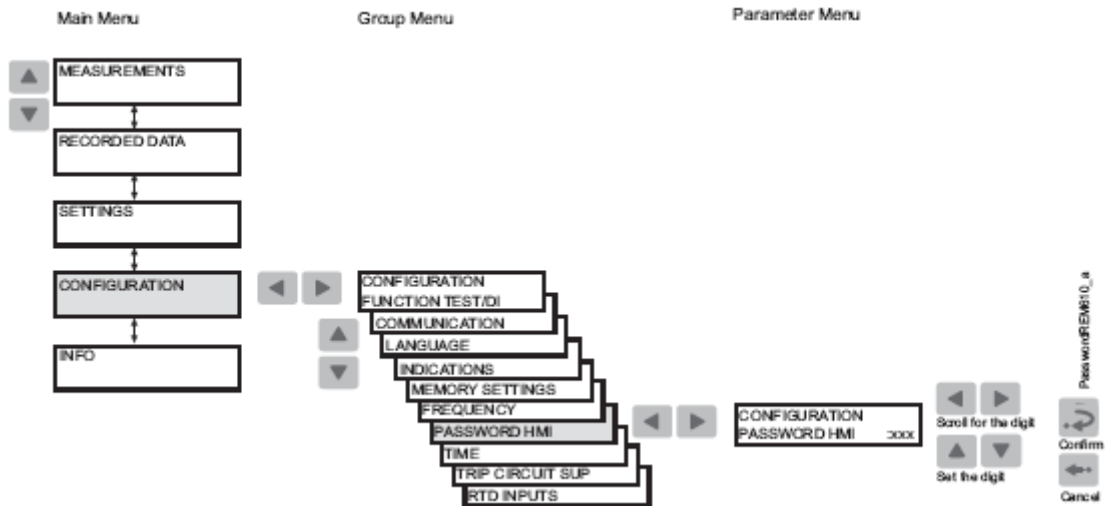 Main Menu
Group Menu
Parameter Menu
MEASUREMENTS
RECORDED DATA
SETTINGS
CONFIGURATION
INFO
CONFIGURATION
FUNCTION TEST/DI
COMMUNICATION
LANGUAGE
INDICATIONS
MEMORY SETTINGS
FREQUENCY
PASSWORD HMI
TIME
TRIP CIRCUIT SUP
RTD INPUTS
CONFIGURATION
PASSWORD HMI xxx
Scroll for the digit
Set the digit
PasswordREM610_a
Confirm
Cancel